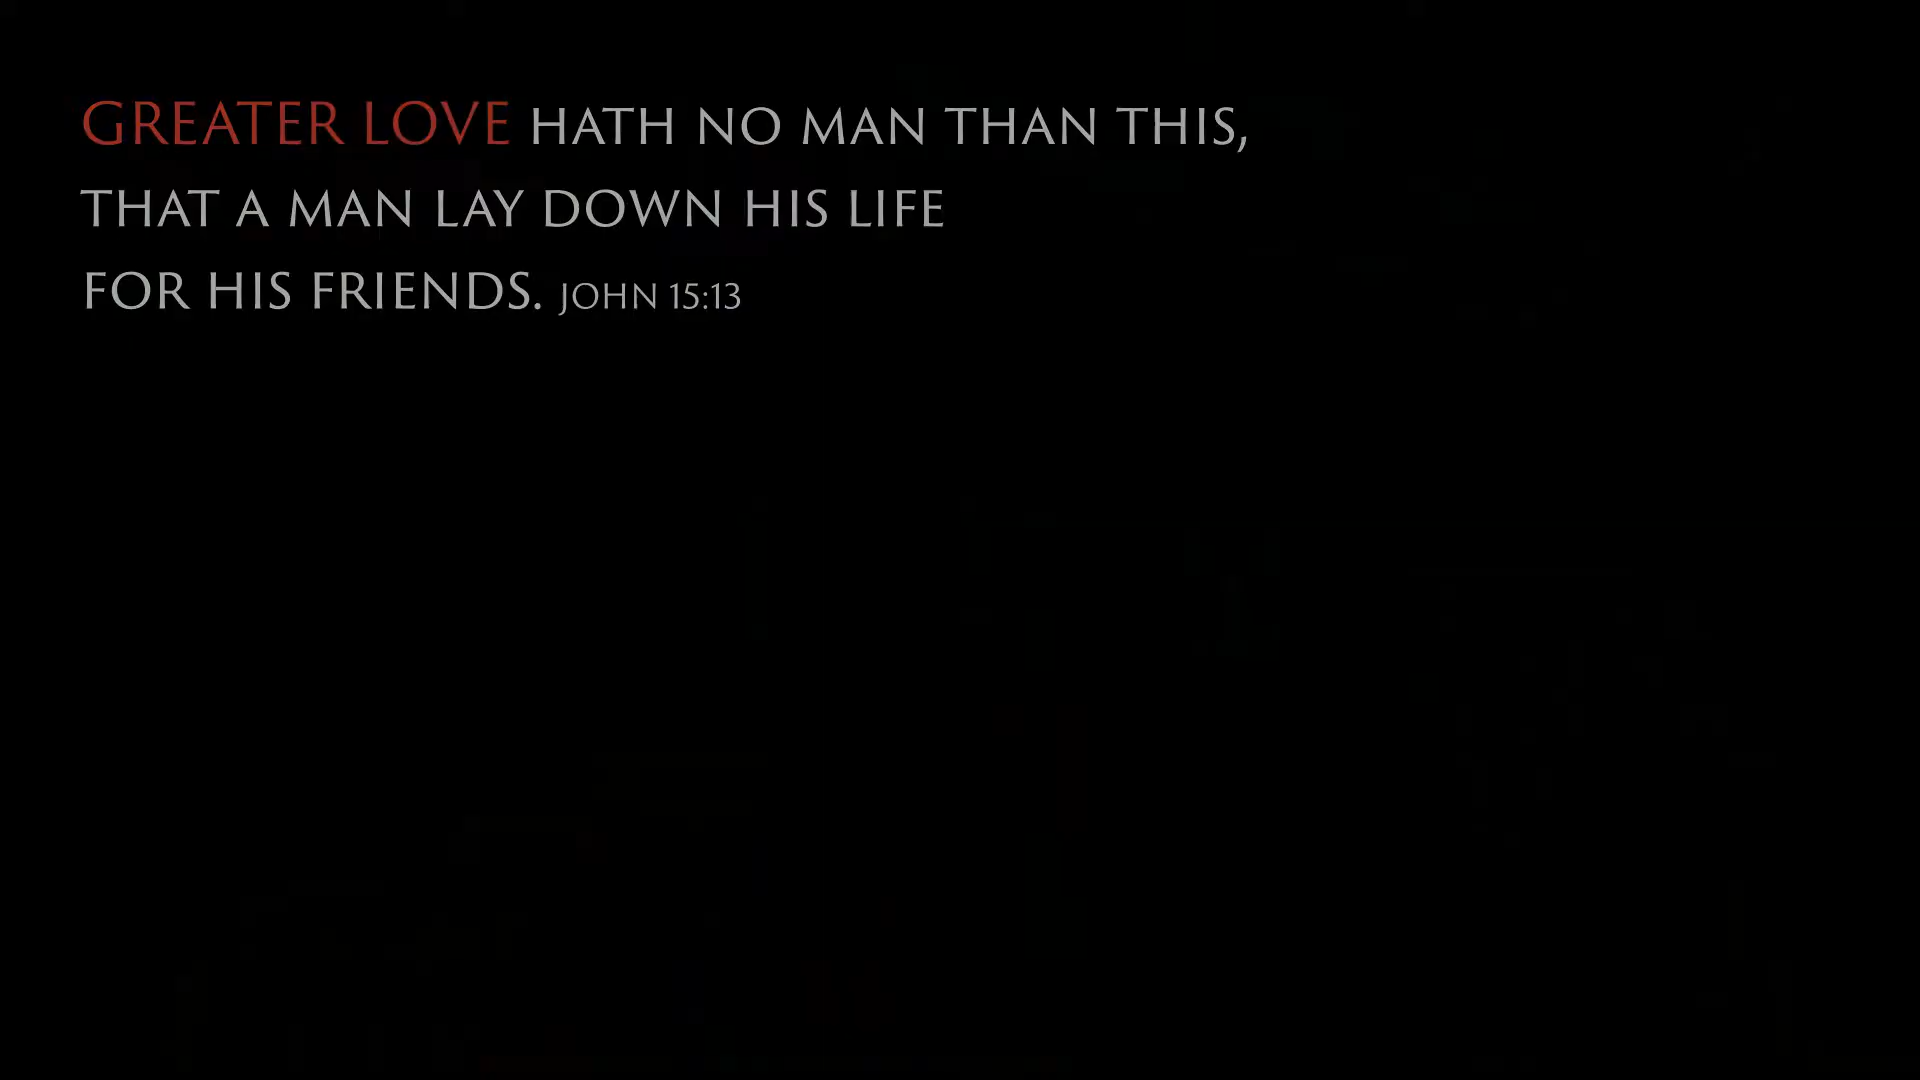 GREATER LOVE HATH NO MAN THAN THIS,
THAT A MAN LAY DOWN HIS LIFE
FOR HIS FRIENDS. JOHN 15:13